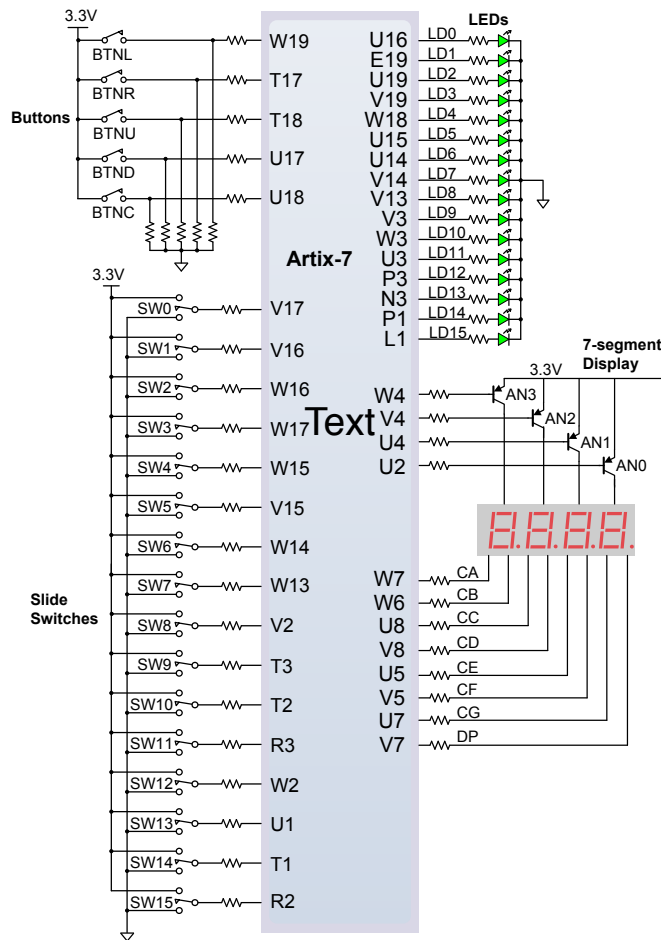 3.3V
BTNL
W19
BTNR
T17
Buttons
BTNU
T18
BTND
U17
BTNC
U18
Artix-7
3.3V
SW0
V17
SW1
V16
SW2
W16
SW3
W17
Text
SW4
W15
SW5
V15
SW6
W14
SW7
W13
Slide
Switches
SW8
V2
SW9
T3
SW10
T2
SW11
R3
SW12
W2
SW13
U1
SW14
T1
SW15
R2
LEDs
U16 LD0
E19 LD1
U19 LD2
V19 LD3
W18 LD4
U15 LD5
U14 LD6
V14 LD7
V13 LD8
V3 LD9
W3 LD10
U3 LD11
P3 LD12
N3 LD13
P1 LD14
L1 LD15
7-segment
Display
3.3V
W4 AN3
V4 AN2
U4 AN1
U2 AN0
8.8.8.8.
W7 CA
W6 CB
U8 CC
V8 CD
U5 CE
V5 CF
U7 CG
V7 DP